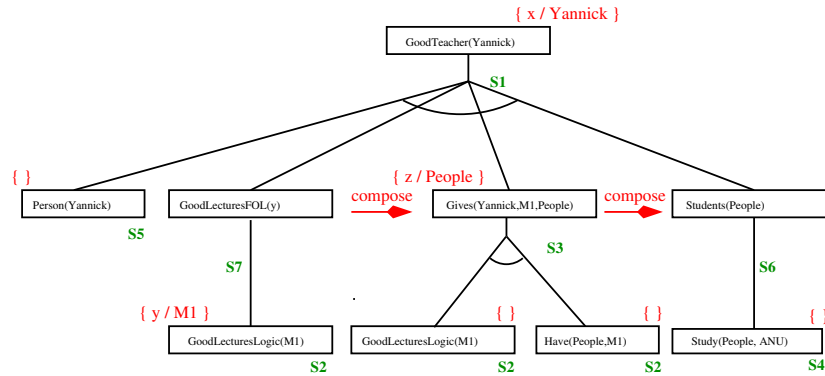 { x / Yannick }
GoodTeacher(Yannick)
S1
{ }
{ z / People }
Person(Yannick)
GoodLecturesFOL(y)
compose
Gives(Yannick,M1,People)
compose
Students(People)
S5
S3
S7
S6
{ y / M1 }
{ }
{ }
{ }
GoodLecturesLogic(M1)
GoodLecturesLogic(M1)
Have(People,M1)
Study(People, ANU)
S2
S2
S2
S4